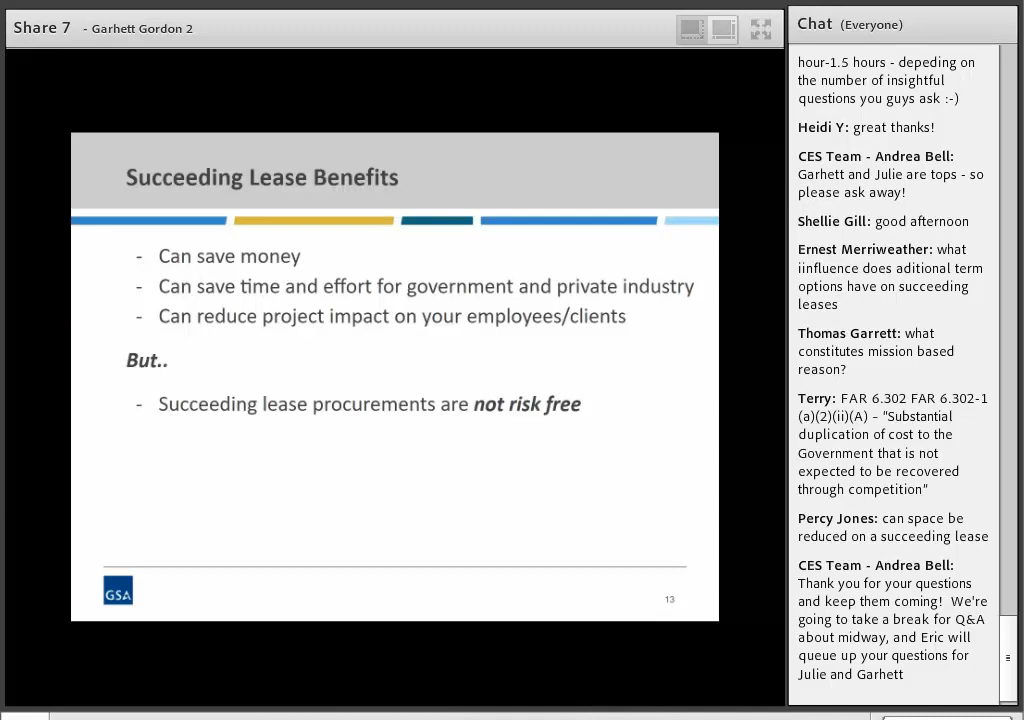 Share 7 - Garhett Gordon 2
Succeeding Lease Benefits
- Can save money
- Can save time and effort for government and private industry
- Can reduce project impact on your employees/clients
But..
- Succeeding lease procurements are not risk free
GSA
13
Chat (Everyone)
hour-1.5 hours - depeding on
the number of insightful
questions you guys ask :-)
Heidi Y: great thanks!
CES Team - Andrea Bell:
Garhett and Julie are tops - so
please ask away!
Shellie Gill: good afternoon
Ernest Merriweather: what
iinfluence does aditional term
options have on succeeding
leases
Thomas Garrett: what
constitutes mission based
reason?
Terry: FAR 6.302 FAR 6.302-1
(a)(2)(ii)(A) – "Substantial
duplication of cost to the
Government that is not
expected to be recovered
through competition"
Percy Jones: can space be
reduced on a succeeding lease
CES Team - Andrea Bell:
Thank you for your questions
and keep them coming!  We're
going to take a break for Q&A
about midway, and Eric will
queue up your questions for
Julie and Garhett